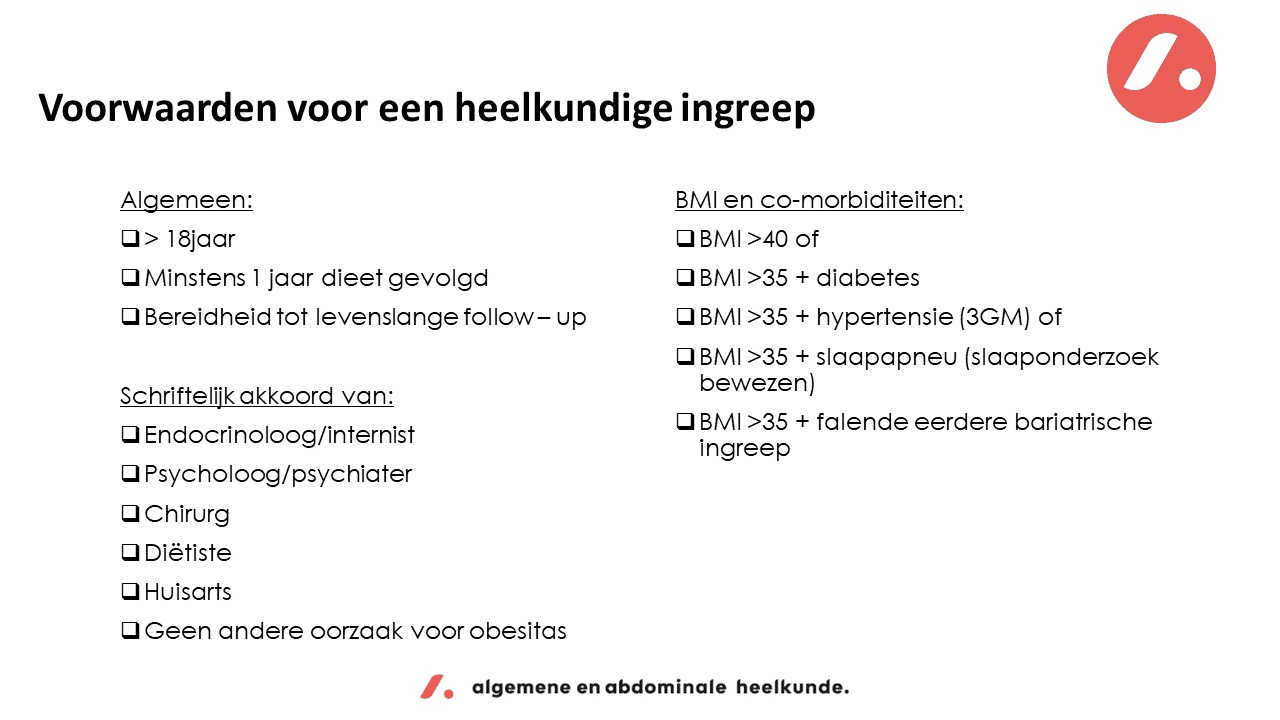 Voorwaarden voor een heelkundige ingreep
Algemeen:
> 18jaar
Minstens 1 jaar dieet gevolgd
Bereidheid tot levenslange follow – up
Schriftelijk akkoord van:
Endocrinoloog/internist
Psycholoog/psychiater
Chirurg
Diëtiste
Huisarts
Geen andere oorzaak voor obesitas
BMI en co-morbiditeiten:
BMI >40 of
BMI >35 + diabetes
BMI >35 + hypertensie (3GM) of
BMI >35 + slaapapneu (slaaponderzoek
bewezen)
BMI >35 + falende eerdere bariatrische
ingreep
algemene en abdominale heelkunde.